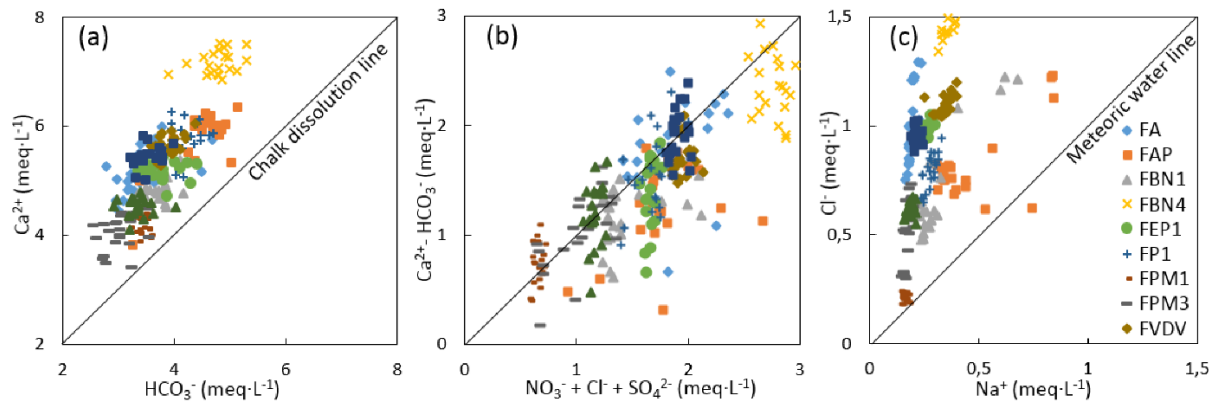 (a)
8
6
4
2
2
4
6
8
Ca²⁺ (meq·L⁻¹)
HCO₃⁻ (meq·L⁻¹)
Chalk dissolution line
(b)
3
2
1
0
0
1
2
3
Ca²⁺- HCO₃⁻ (meq·L⁻¹)
NO₃⁻ + Cl⁻ + SO₄²⁻ (meq·L⁻¹)
(c)
1,5
1
0,5
0
0
0,5
1
1,5
Cl⁻ (meq·L⁻¹)
Na⁺ (meq·L⁻¹)
Meteoric water line
FA
FAP
FBN1
FBN4
FEP1
FP1
FPM1
FPM3
FVDV